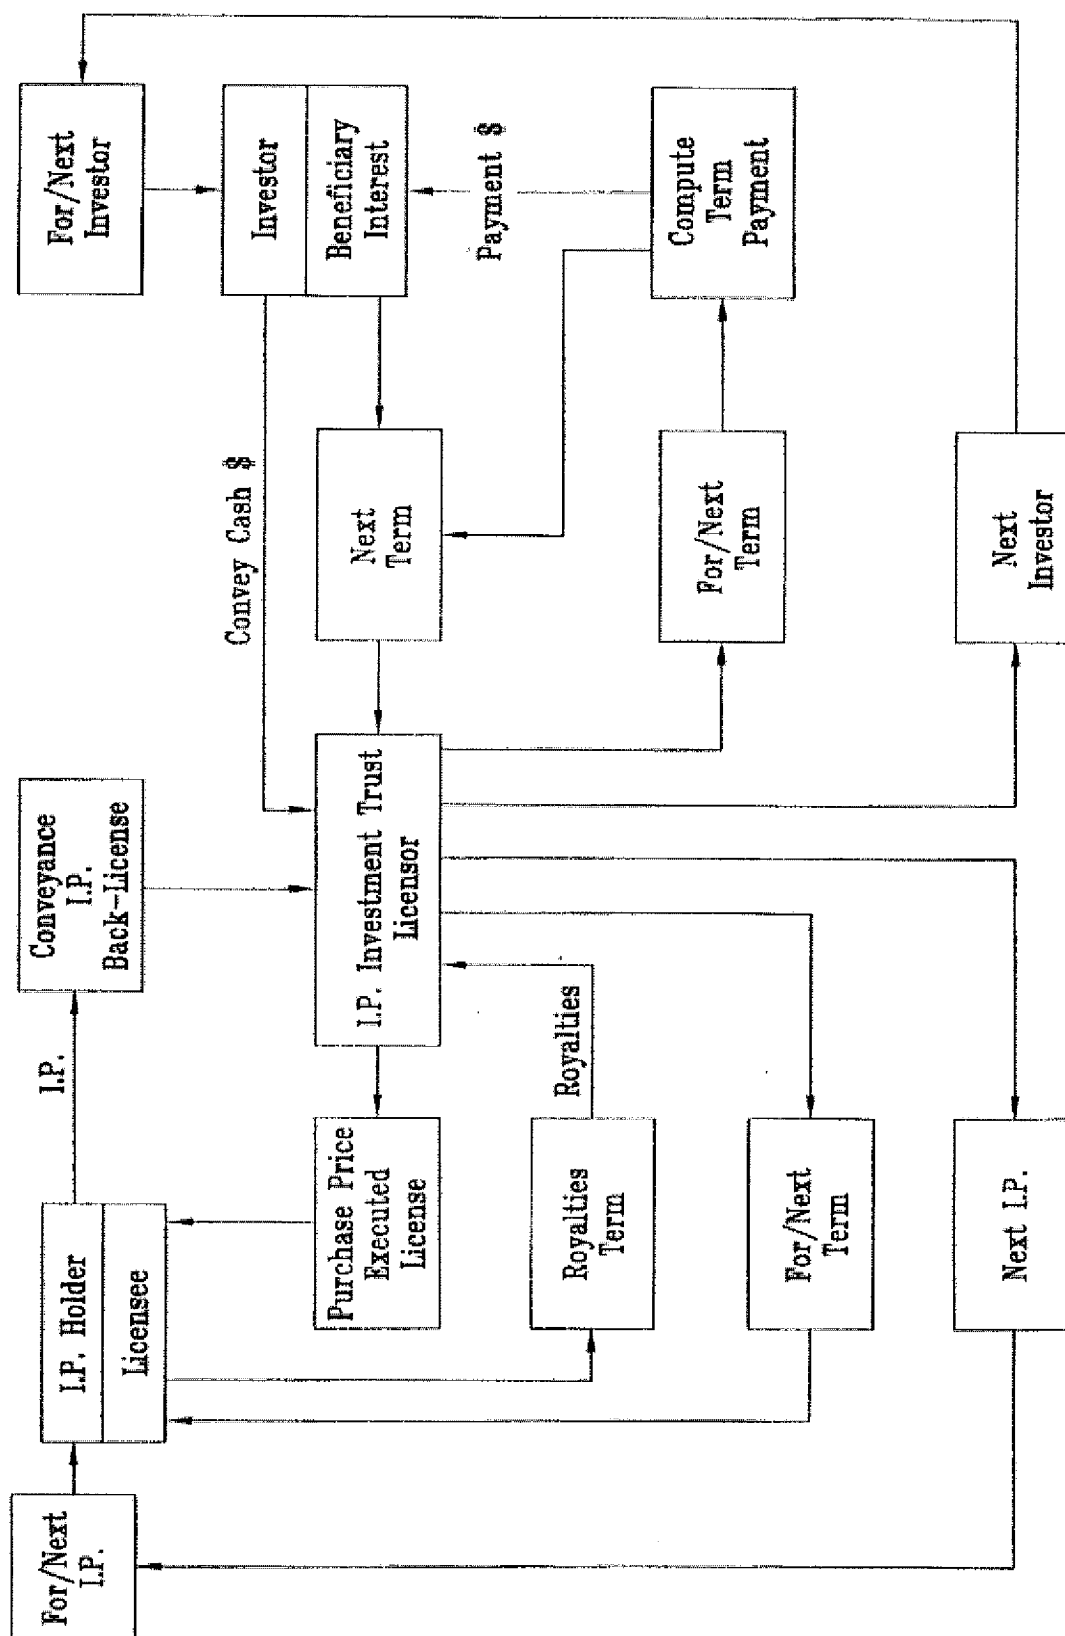 For/Next
I.P.
I.P. Holder
Licensee
I.P.
Conveyance
I.P.
Back-License
For/Next
Investor
Investor
Beneficiary
Interest
Convey Cash $
Purchase Price
Executed
License
I.P. Investment Trust
Licensor
Next
Term
Payment $
Royalties
Royalties
Term
For/Next
Term
Compute
Term
Payment
For/Next
Term
Next I.P.
Next
Investor